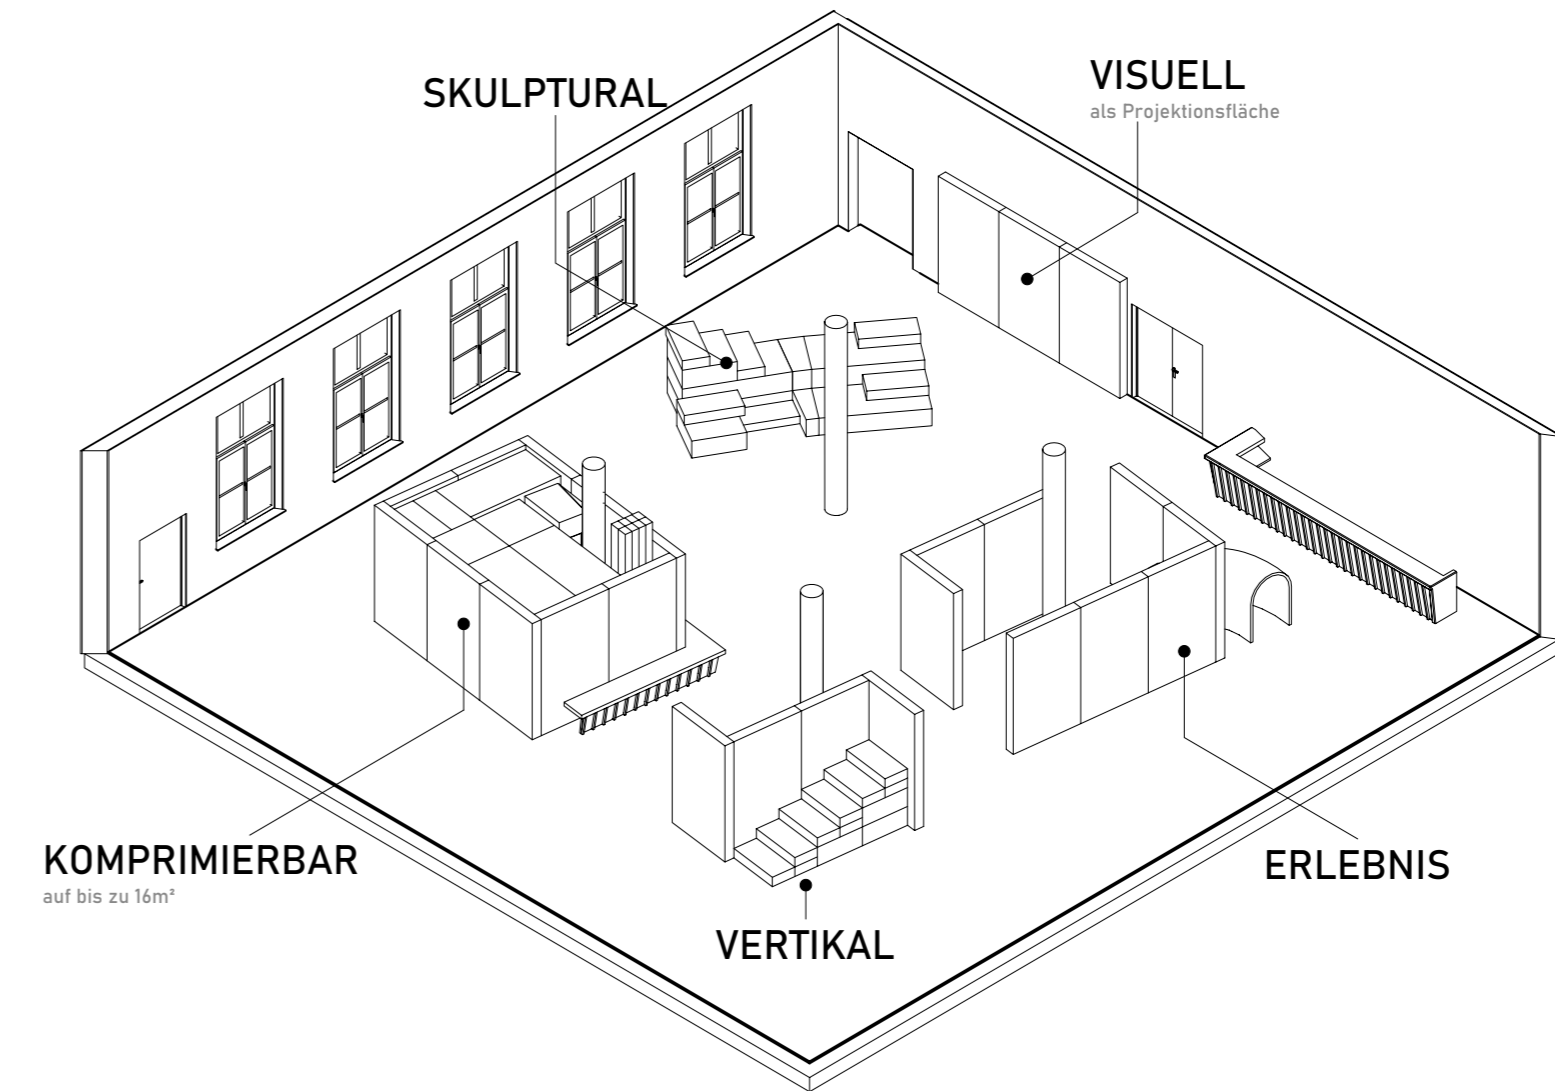 SKULPTURAL
VISUELL
als Projektionsfläche
KOMPRIMIERBAR
auf bis zu 16m²
VERTIKAL
ERLEBNIS